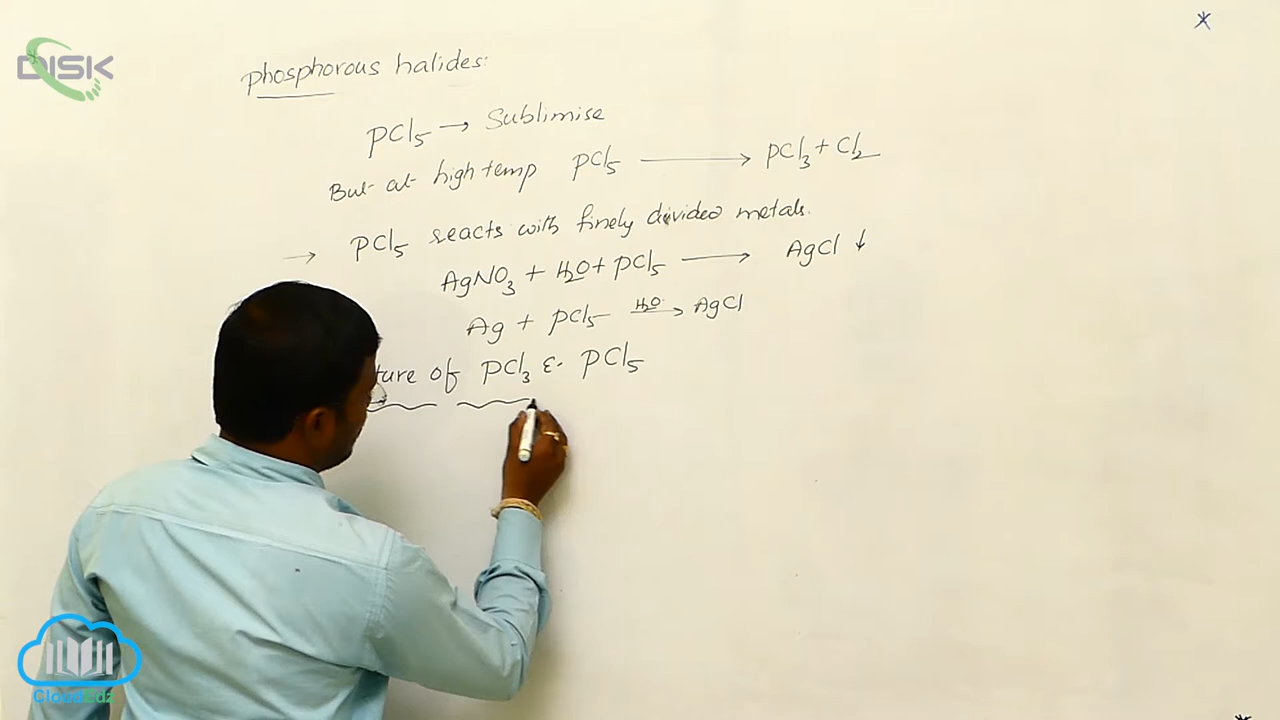 DISK
phosphorous halides:
PCl5 → Sublimise
But at high temp PCl5 → PCl3 + Cl2
→ PCl5 reacts with finely divided metals.
AgNO3 + H2O + PCl5 → AgCl ↓
Ag + PCl5 H2O → AgCl
ture of PCl3 & PCl5
CloudEdz